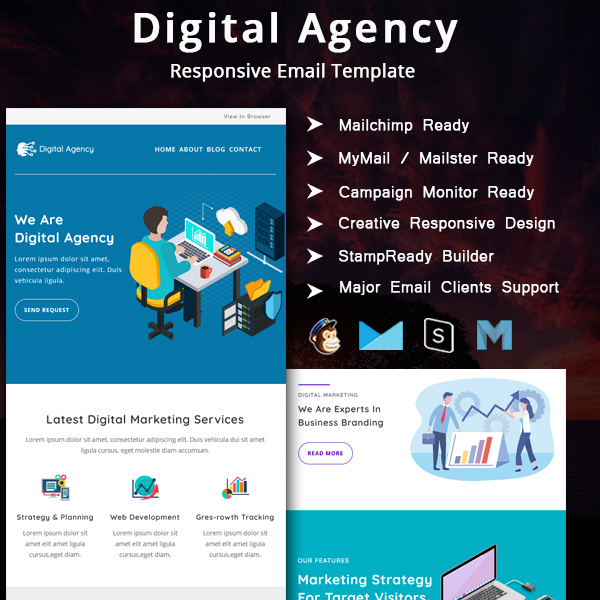 Digital Agency
Responsive Email Template
View In Browser
Digital Agency
HOME ABOUT BLOG CONTACT
We Are
Digital Agency
Lorem ipsum dolor sit amet,
consectetur adipiscing elit. Duis
vehicula ligula.
SEND REQUEST
Latest Digital Marketing Services
Lorem ipsum dolor sit amet, consectetur adipiscing elit. Duis vehicula dui sit amet
ligula cursus, eget molestie diam accumsan.
Strategy & Planning
Lorem ipsum dolor sit
amet elit amet ligula
cursus,eget diam.
Web Development
Lorem ipsum dolor sit
amet elit amet ligula
cursus,eget diam.
Gres-rowth Tracking
Lorem ipsum dolor sit
amet elit amet ligula
cursus,eget diam.
Mailchimp Ready
MyMail / Mailster Ready
Campaign Monitor Ready
Creative Responsive Design
StampReady Builder
Major Email Clients Support
S
M
DIGITAL MARKETING
We Are Experts In
Business Branding
READ MORE
OUR FEATURES
Marketing Strategy
For Target Visitors